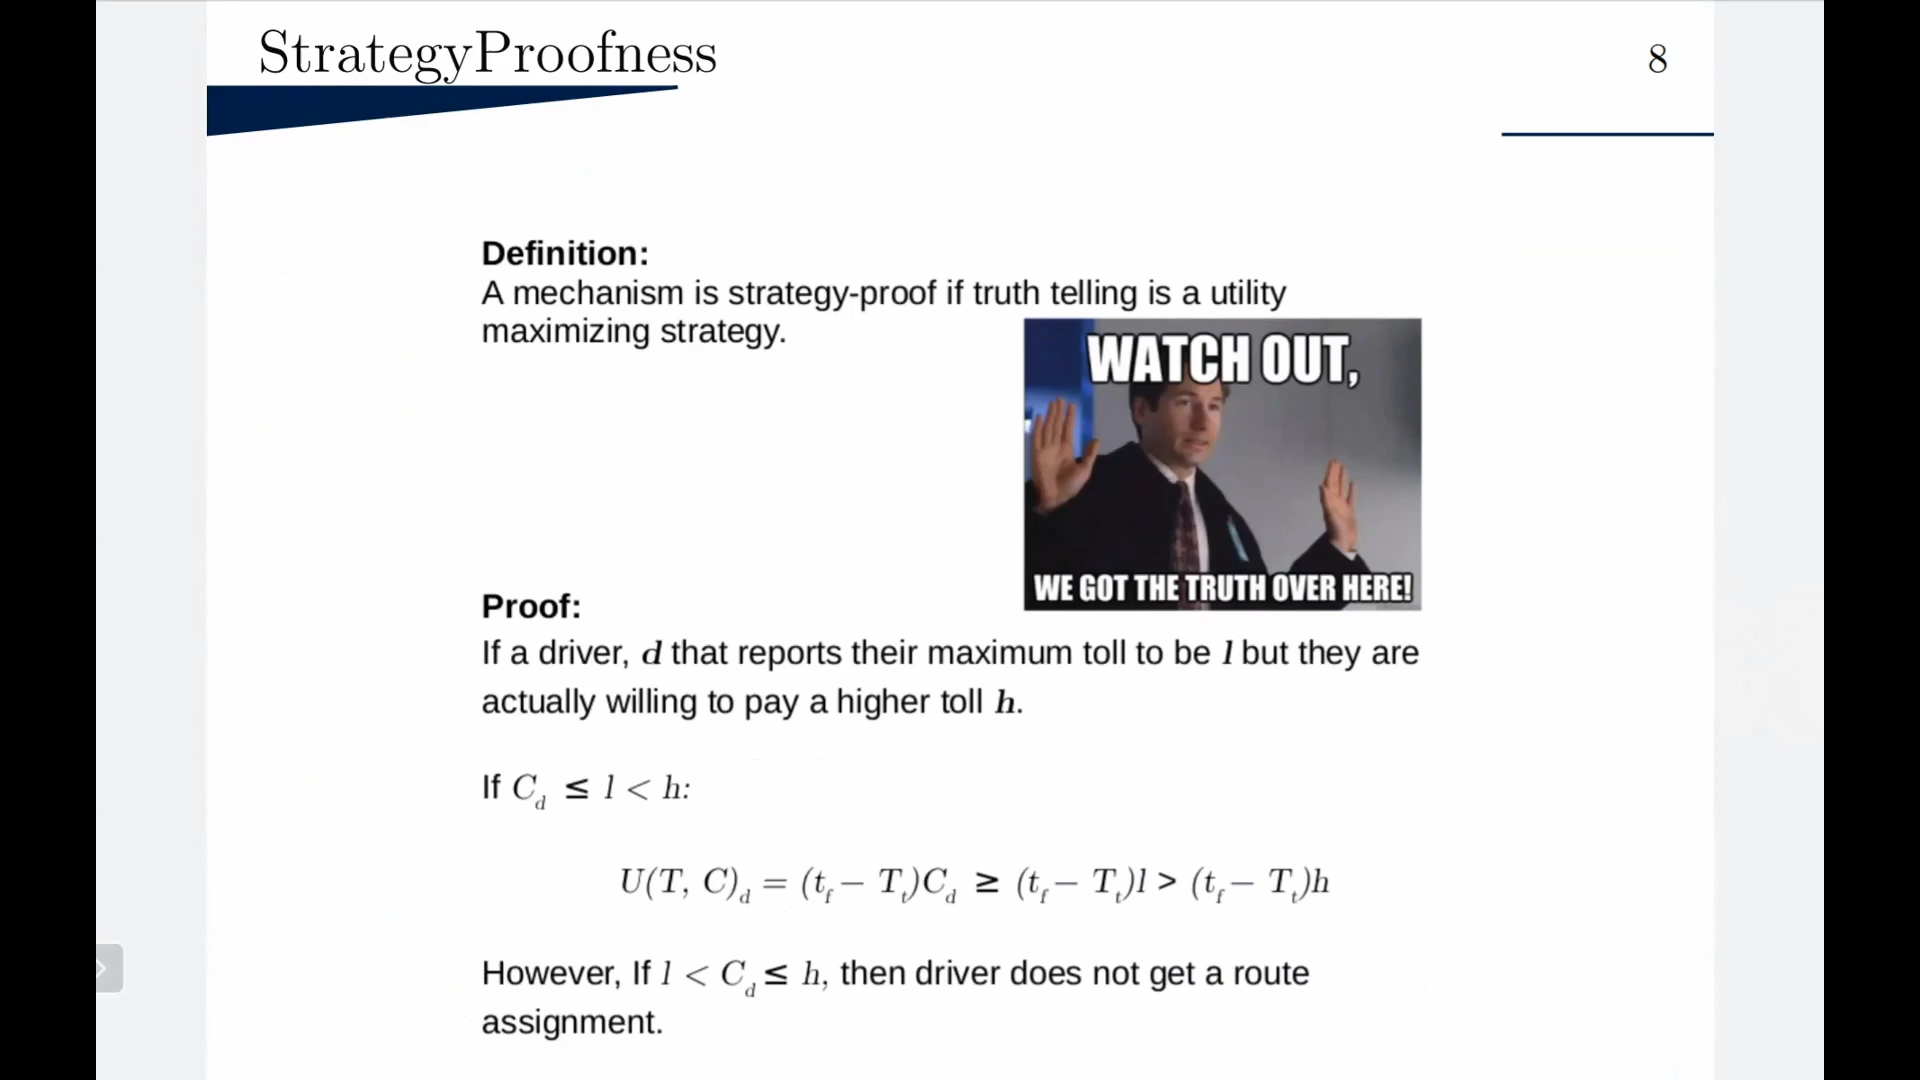 StrategyProofness
8
Definition:
A mechanism is strategy-proof if truth telling is a utility
maximizing strategy.
WATCH OUT,
WE GOT THE TRUTH OVER HERE!
Proof:
If a driver, d that reports their maximum toll to be l but they are
actually willing to pay a higher toll h.
If C_d ≤ l < h:
U(T, C)_d = (t_f − T_t)C_d ≥ (t_f − T_t)l > (t_f − T_t)h
However, If l < C_d ≤ h, then driver does not get a route
assignment.